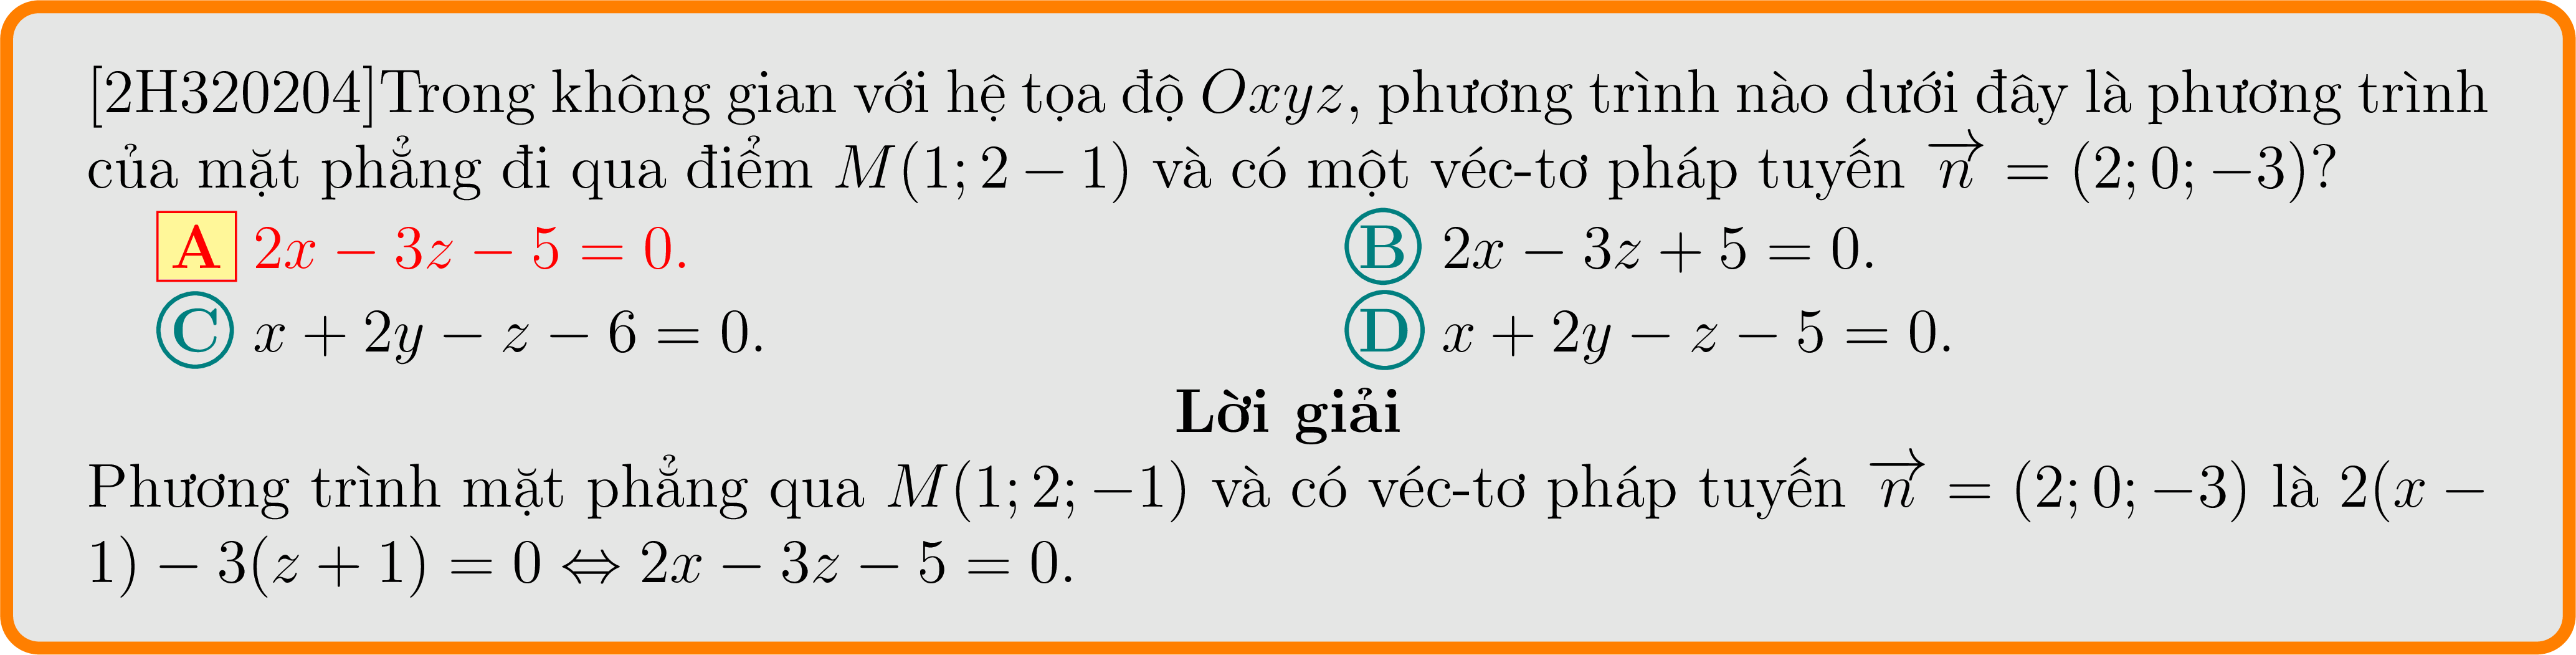 [2H320204]Trong không gian với hệ tọa độ Oxyz, phương trình nào dưới đây là phương trình
của mặt phẳng đi qua điểm M(1; 2 − 1) và có một véc-tơ pháp tuyến \overrightarrow{n} = (2; 0; −3)?
A 2x − 3z − 5 = 0. B 2x − 3z + 5 = 0.
C x + 2y − z − 6 = 0. D x + 2y − z − 5 = 0.
Lời giải
Phương trình mặt phẳng qua M(1; 2; −1) và có véc-tơ pháp tuyến \overrightarrow{n} = (2; 0; −3) là 2(x −
1) − 3(z + 1) = 0 ⇔ 2x − 3z − 5 = 0.